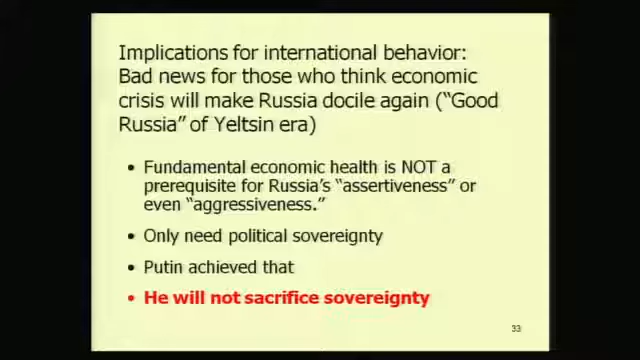 Implications for international behavior:
Bad news for those who think economic
crisis will make Russia docile again ("Good
Russia" of Yeltsin era)
• Fundamental economic health is NOT a
prerequisite for Russia's "assertiveness" or
even "aggressiveness."
• Only need political sovereignty
• Putin achieved that
• He will not sacrifice sovereignty
33